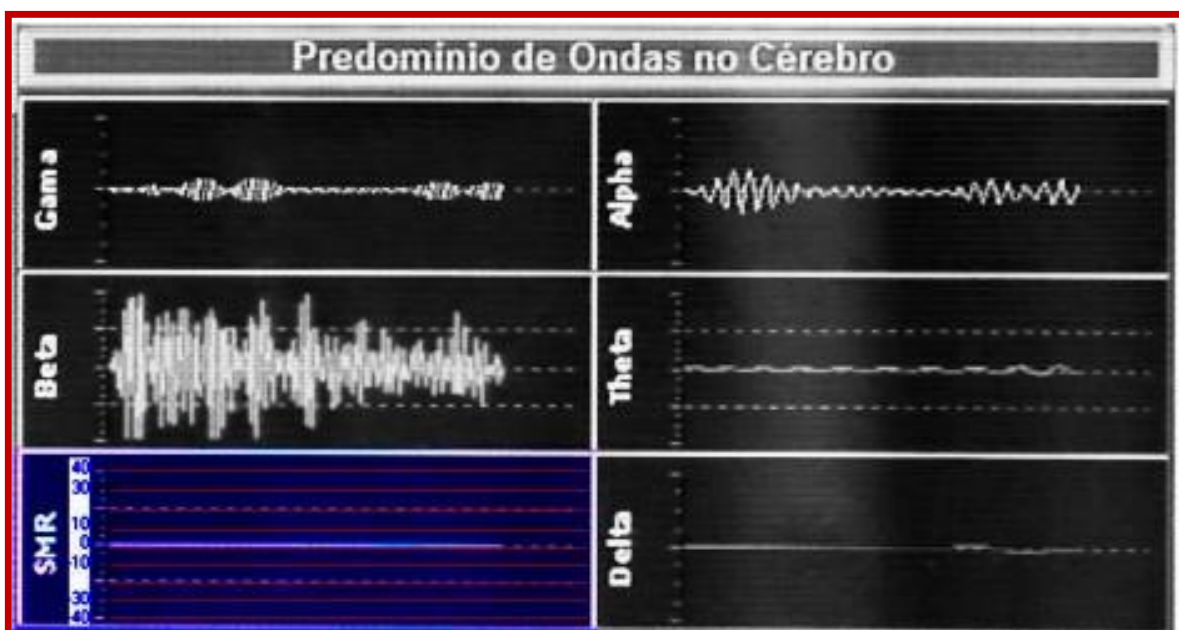 Predomínio de Ondas no Cérebro
Gama
Alpha
Beta
Theta
SMR
40
30
10
0
-10
30
40
Delta